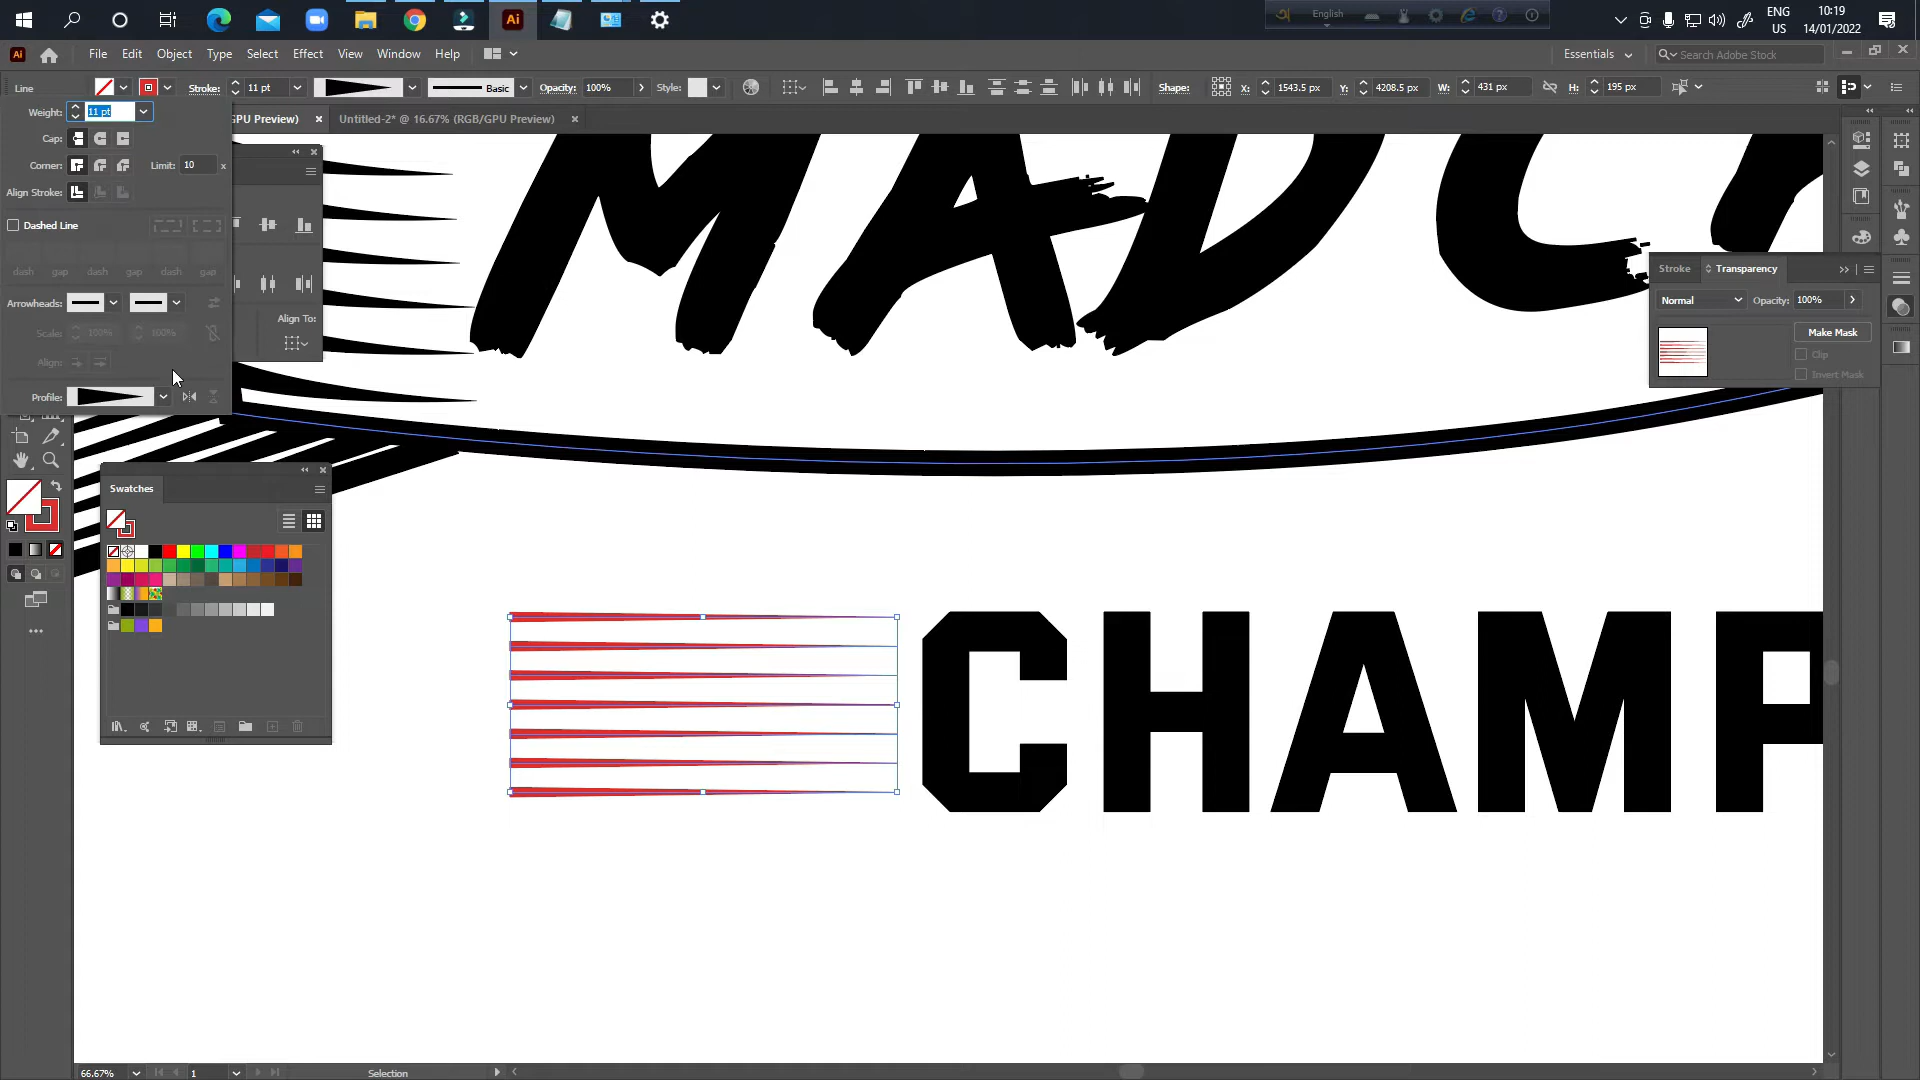 English
ENG
US
10:19
14/01/2022
Ai
File Edit Object Type Select Effect View Window Help
Essentials
Search Adobe Stock
Line
Stroke:
11 pt
Basic
Opacity:
100%
Style:
Shape:
X:
1543.5 px
Y:
4208.5 px
W:
431 px
H:
195 px
Weight:
11 pt
GPU Preview)
Untitled-2* @ 16.67% (RGB/GPU Preview)
Cap:
Corner:
Limit:
10
x
Align Stroke:
Dashed Line
dash gap dash gap dash gap
Arrowheads:
Scale:
100%
100%
Align:
Profile:
Align To:
MADC
Stroke
Transparency
Normal
Opacity:
100%
Make Mask
Clip
Invert Mask
Swatches
CHAMP
66.67%
1
Selection